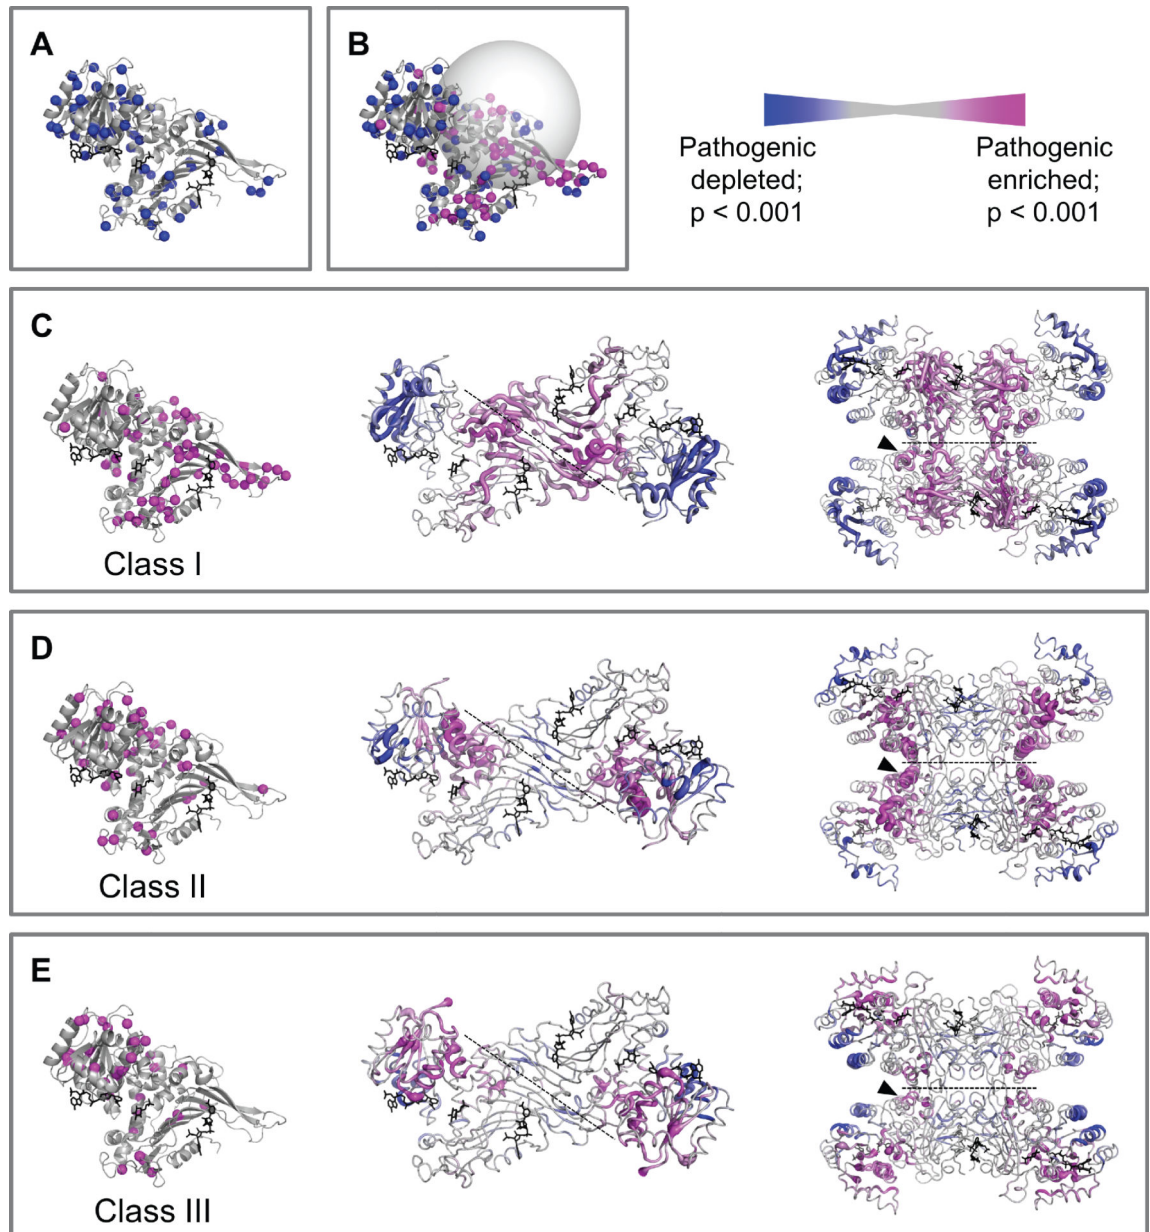 A
B
Pathogenic
depleted;
p < 0.001
Pathogenic
enriched;
p < 0.001
C
Class I
D
Class II
E
Class III